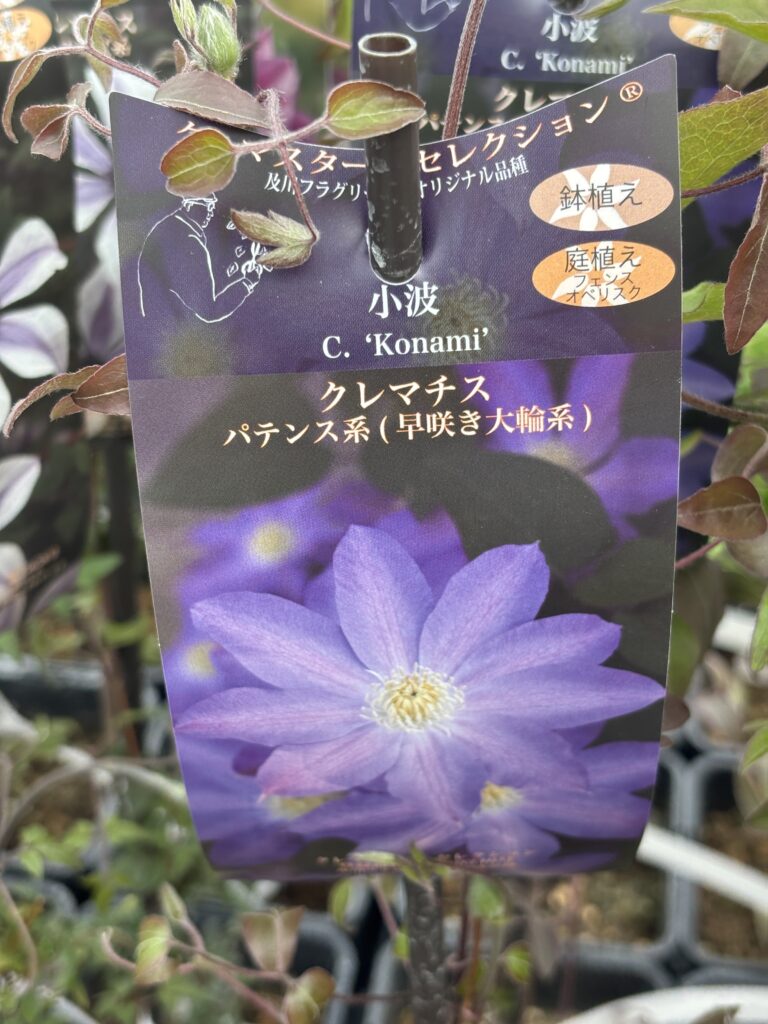 小波
C. 'Konami'
セレクション®
及川フラグリ オリジナル品種
鉢植え
庭植え
フェンス
オベリスク
小波
C. 'Konami'
クレマチス
パテンス系(早咲き大輪系)